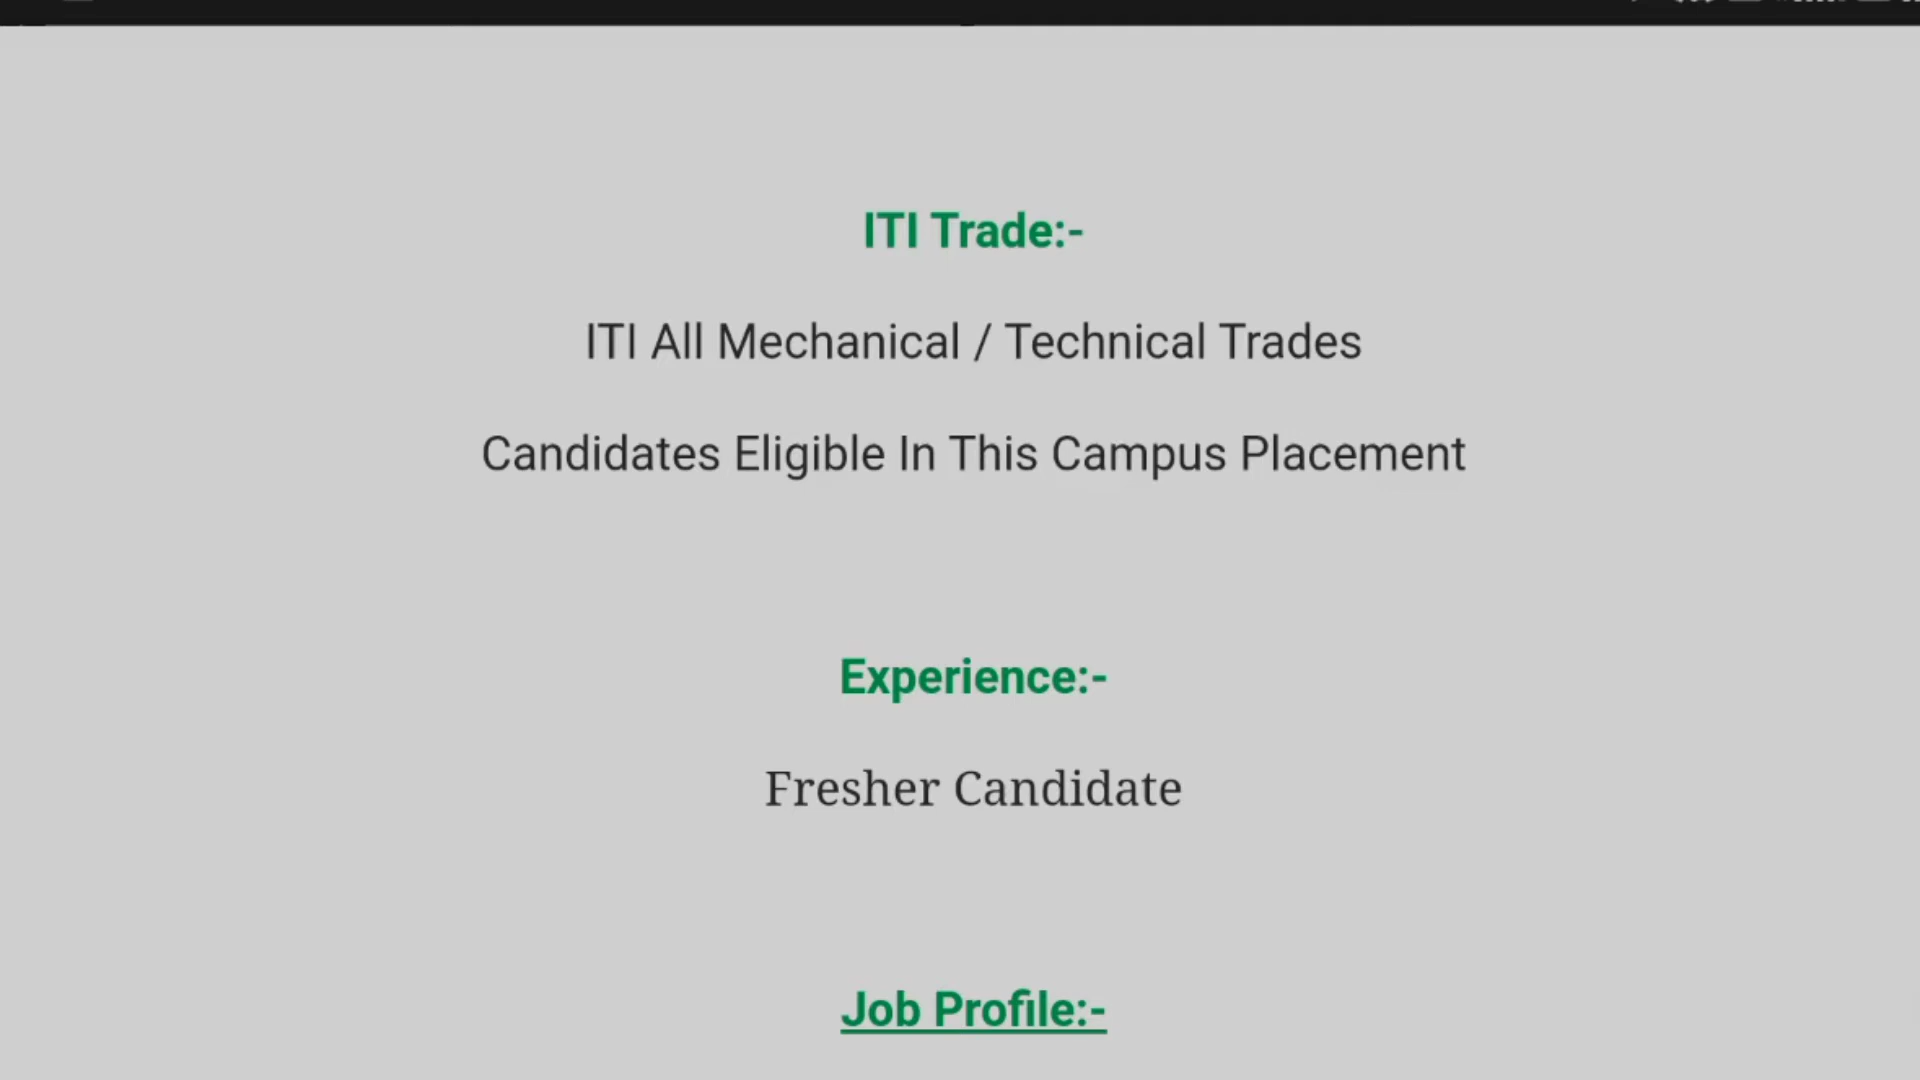 ITI Trade:-
ITI All Mechanical / Technical Trades
Candidates Eligible In This Campus Placement
Experience:-
Fresher Candidate
Job Profile:-